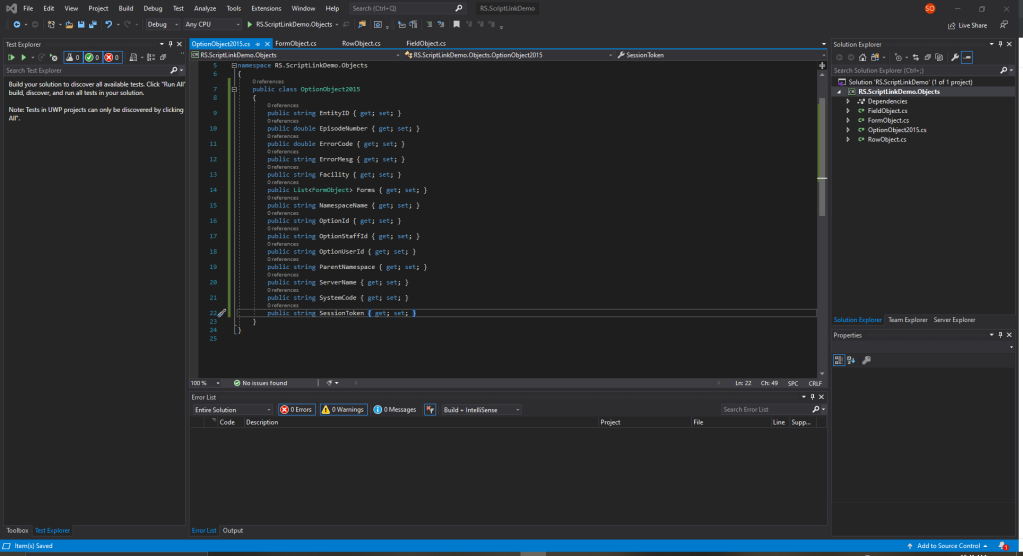 File Edit View Project Build Debug Test Analyze Tools Extensions Window Help Search (Ctrl+Q) RS.ScriptLinkDemo SO
Debug Any CPU RS.ScriptLinkDemo.Objects Live Share
Test Explorer
0 0 0
Search Test Explorer
Build your solution to discover all available tests. Click "Run All"
build, discover, and run all tests in your solution.
Note: Tests in UWP projects can only be discovered by clicking
All".
Toolbox Test Explorer
OptionObject2015.cs FormObject.cs RowObject.cs FieldObject.cs
RS.ScriptLinkDemo.Objects RS.ScriptLinkDemo.Objects.OptionObject2015 SessionToken
5 namespace RS.ScriptLinkDemo.Objects
6 {
0 references
7 public class OptionObject2015
8 {
0 references
9 public string EntityID { get; set; }
0 references
10 public double EpisodeNumber { get; set; }
0 references
11 public double ErrorCode { get; set; }
0 references
12 public string ErrorMesg { get; set; }
0 references
13 public string Facility { get; set; }
0 references
14 public List<FormObject> Forms { get; set; }
0 references
15 public string NamespaceName { get; set; }
0 references
16 public string OptionId { get; set; }
0 references
17 public string OptionStaffId { get; set; }
0 references
18 public string OptionUserId { get; set; }
0 references
19 public string ParentNamespace { get; set; }
0 references
20 public string ServerName { get; set; }
0 references
21 public string SystemCode { get; set; }
0 references
22 public string SessionToken { get; set; }
23 }
24 }
25
100 % No issues found Ln: 22 Ch: 49 SPC CRLF
Error List
Entire Solution 0 Errors 0 Warnings 0 Messages Build + IntelliSense Search Error List
Code Description Project File Line Supp...
Error List Output
Solution Explorer
Search Solution Explorer (Ctrl+;)
Solution 'RS.ScriptLinkDemo' (1 of 1 project)
RS.ScriptLinkDemo.Objects
Dependencies
FieldObject.cs
FormObject.cs
OptionObject2015.cs
RowObject.cs
Solution Explorer Team Explorer Server Explorer
Properties
Item(s) Saved Add to Source Control 1